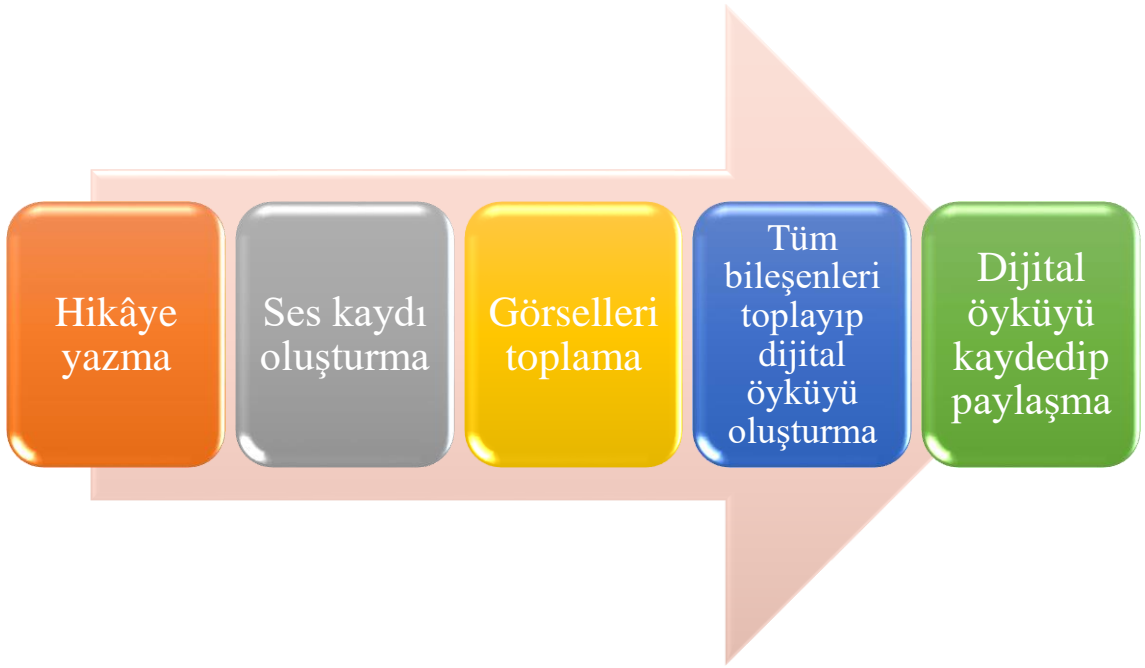 Hikâye
yazma
Ses kaydı
oluşturma
Görselleri
toplama
Tüm
bileşenleri
toplayıp
dijital
öyküyü
oluşturma
Dijital
öyküyü
kaydedip
paylaşma